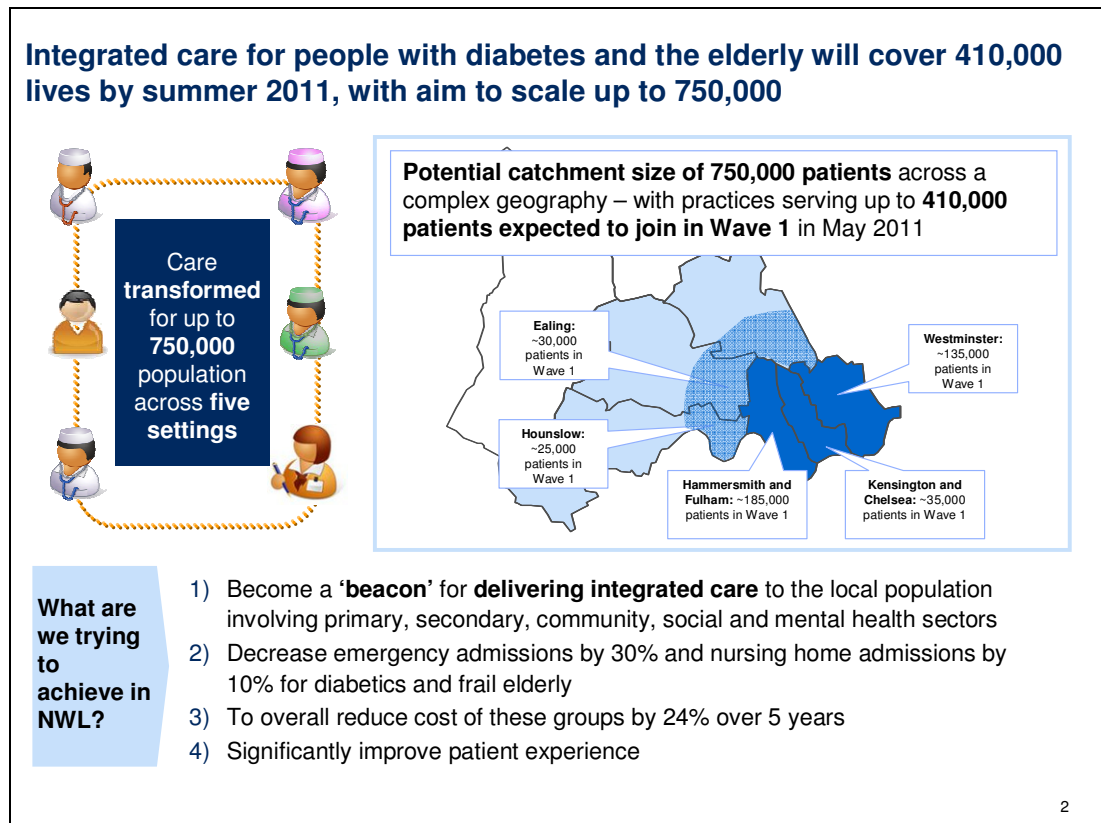 Integrated care for people with diabetes and the elderly will cover 410,000
lives by summer 2011, with aim to scale up to 750,000
Care
transformed
for up to
750,000
population
across five
settings
Potential catchment size of 750,000 patients across a
complex geography – with practices serving up to 410,000
patients expected to join in Wave 1 in May 2011
Ealing:
~30,000
patients in
Wave 1
Westminster:
~135,000
patients in
Wave 1
Hounslow:
~25,000
patients in
Wave 1
Hammersmith and
Fulham: ~185,000
patients in Wave 1
Kensington and
Chelsea: ~35,000
patients in Wave 1
What are
we trying
to
achieve in
NWL?
1) Become a ‘beacon’ for delivering integrated care to the local population
involving primary, secondary, community, social and mental health sectors
2) Decrease emergency admissions by 30% and nursing home admissions by
10% for diabetics and frail elderly
3) To overall reduce cost of these groups by 24% over 5 years
4) Significantly improve patient experience
2